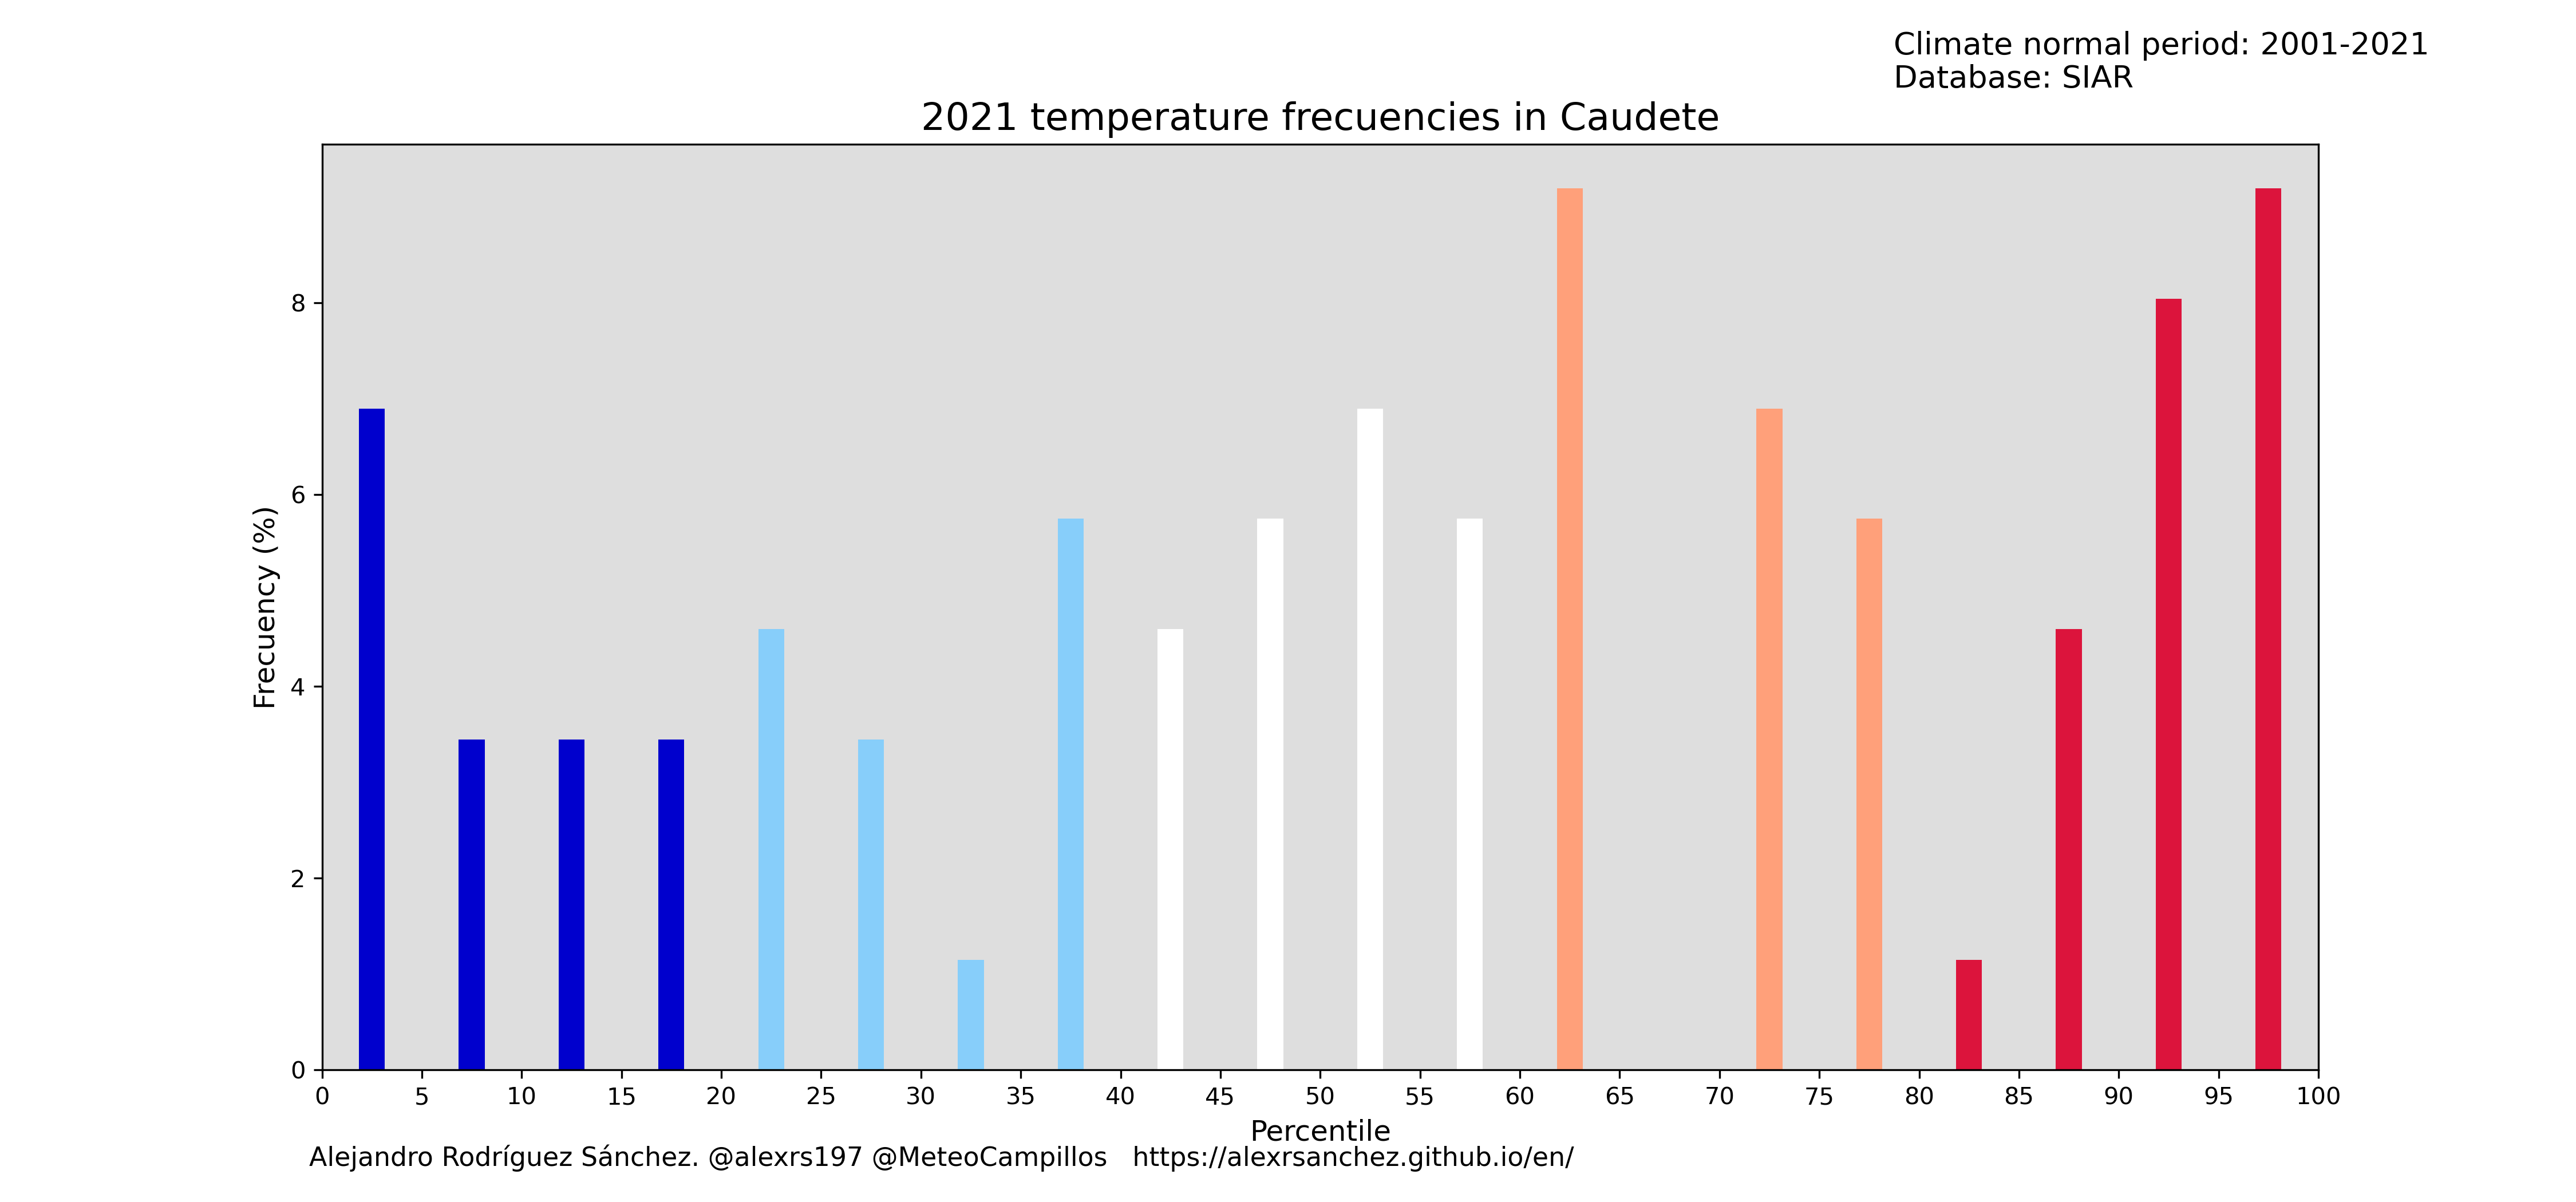 Climate normal period: 2001-2021
Database: SIAR
2021 temperature frecuencies in Caudete
Frecuency (%)
8
6
4
2
0
0 5 10 15 20 25 30 35 40 45 50 55 60 65 70 75 80 85 90 95 100
Percentile
Alejandro Rodríguez Sánchez. @alexrs197 @MeteoCampillos https://alexrsanchez.github.io/en/